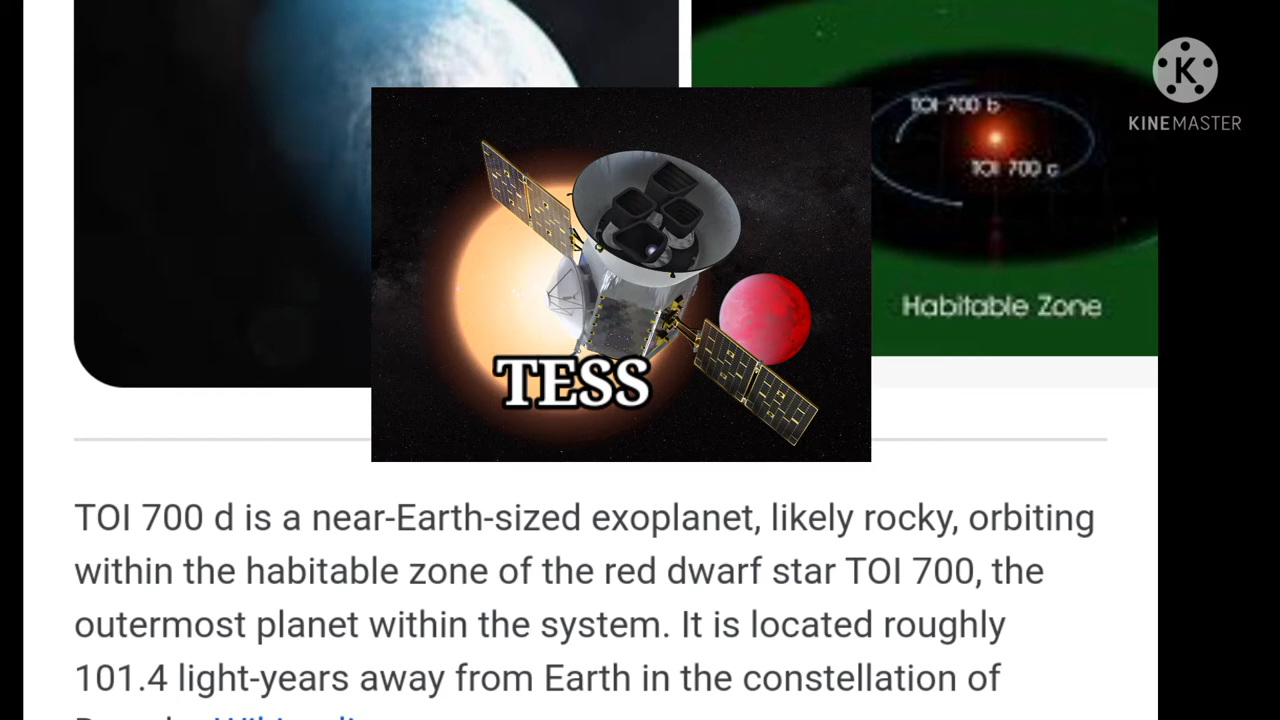 TOI 700 b
TOI 700 c
KINEMASTER
Habitable Zone
TESS
TOI 700 d is a near-Earth-sized exoplanet, likely rocky, orbiting
within the habitable zone of the red dwarf star TOI 700, the
outermost planet within the system. It is located roughly
101.4 light-years away from Earth in the constellation of